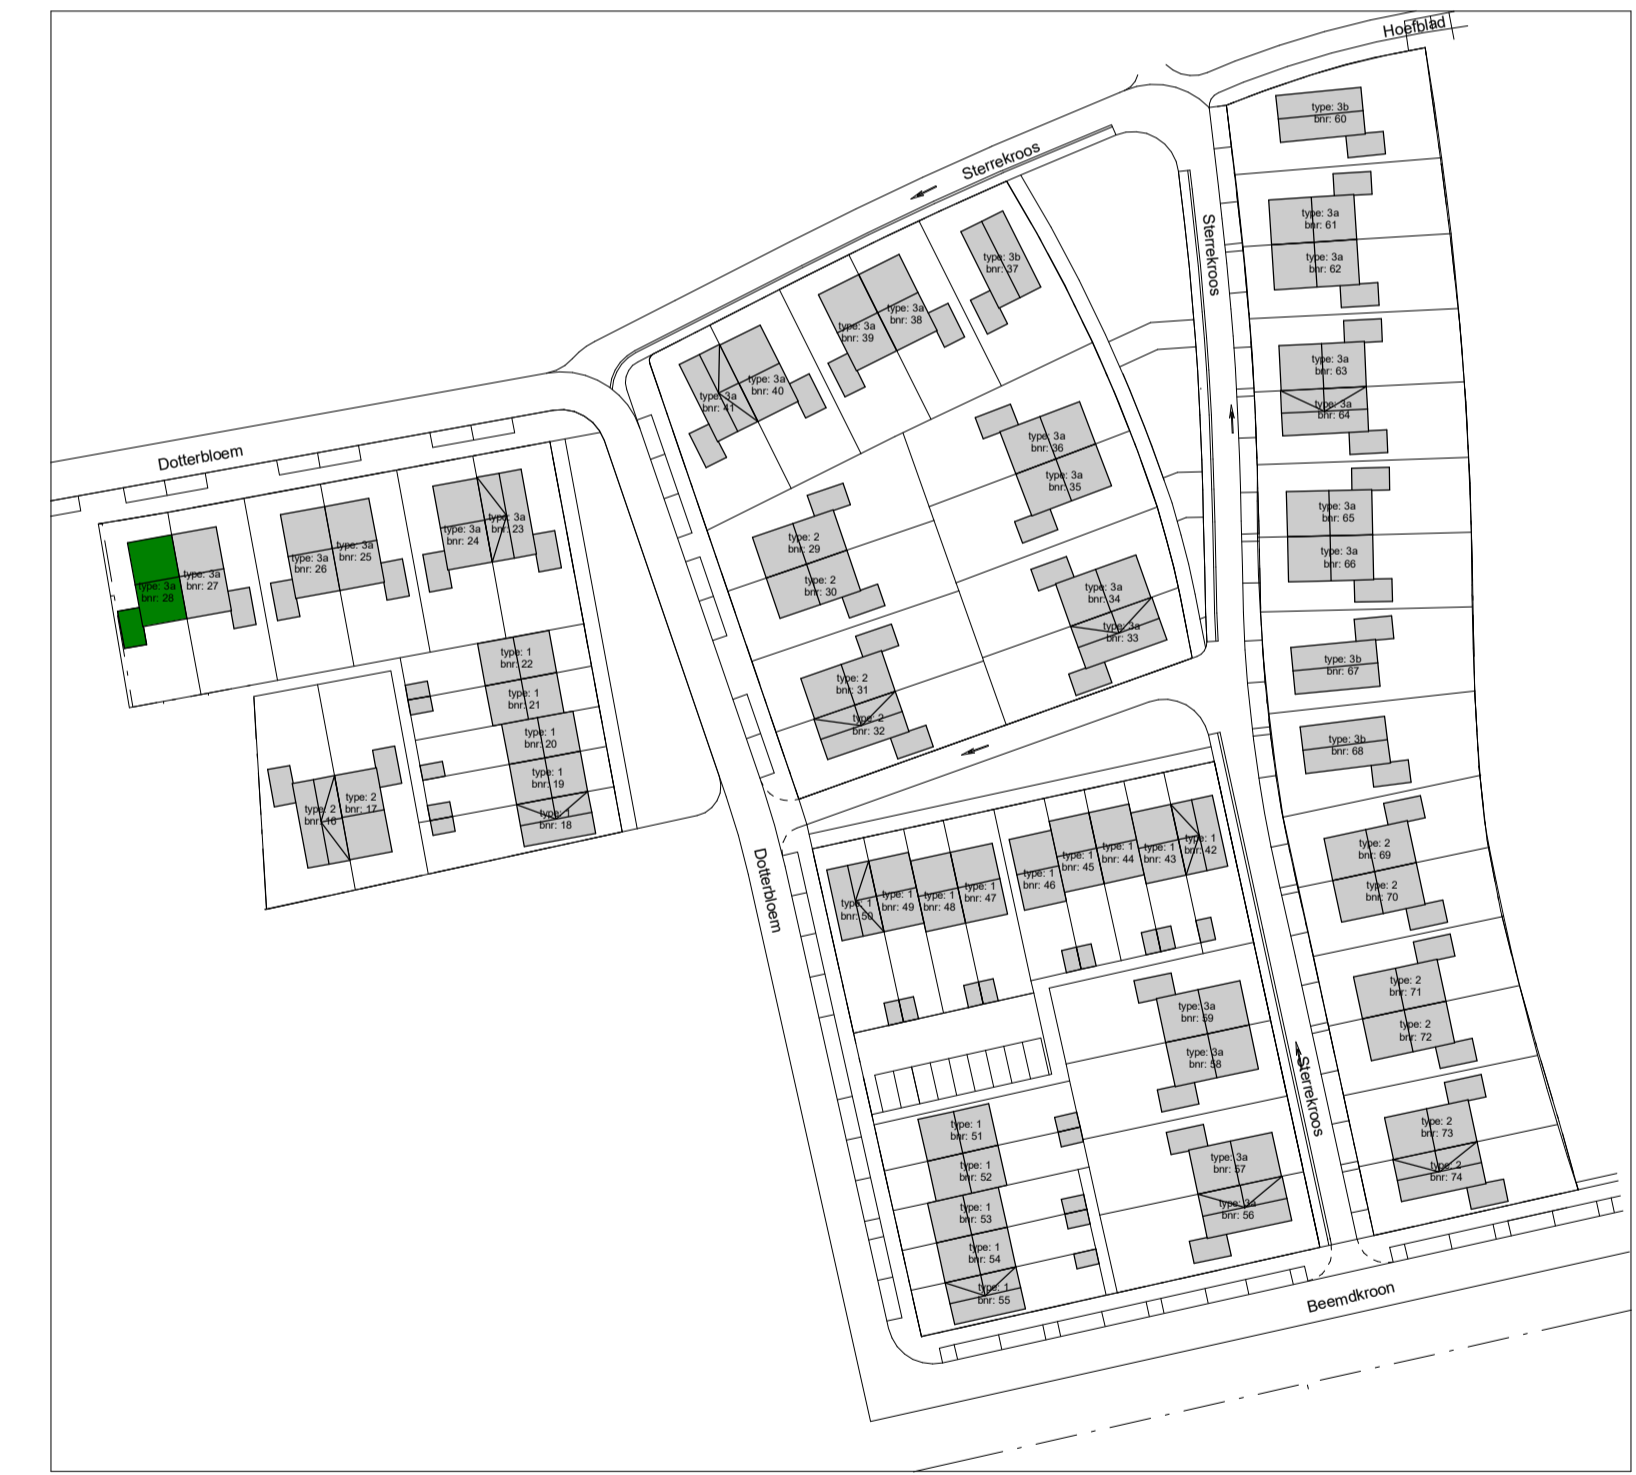 Hoefblad
type: 3b
bnr: 60
Sterrekroos
Sterrekroos
type: 3a
bnr: 61
type: 3a
bnr: 62
type: 3b
bnr: 37
type: 3a
bnr: 38
type: 3a
bnr: 39
type: 3a
bnr: 40
type: 3a
bnr: 41
type: 3a
bnr: 63
type: 3a
bnr: 64
Dotterbloem
type: 3a
bnr: 36
type: 3a
bnr: 35
type: 3a
bnr: 65
type: 3a
bnr: 66
type: 3a
bnr: 23
type: 3a
bnr: 24
type: 3a
bnr: 25
type: 3a
bnr: 26
type: 3a
bnr: 27
type: 3a
bnr: 28
type: 2
bnr: 29
type: 2
bnr: 30
type: 3a
bnr: 34
type: 3a
bnr: 33
type: 1
bnr: 22
type: 1
bnr: 21
type: 1
bnr: 20
type: 1
bnr: 19
type: 1
bnr: 18
type: 2
bnr: 31
type: 2
bnr: 32
type: 3b
bnr: 67
type: 3b
bnr: 68
type: 2
bnr: 16
type: 2
bnr: 17
Dotterbloem
type: 1
bnr: 42
type: 1
bnr: 43
type: 1
bnr: 44
type: 1
bnr: 45
type: 1
bnr: 46
type: 1
bnr: 47
type: 1
bnr: 48
type: 1
bnr: 49
type: 1
bnr: 50
type: 2
bnr: 69
type: 2
bnr: 70
type: 2
bnr: 71
type: 2
bnr: 72
type: 3a
bnr: 59
type: 3a
bnr: 58
Sterrekroos
type: 1
bnr: 51
type: 1
bnr: 52
type: 1
bnr: 53
type: 1
bnr: 54
type: 1
bnr: 55
type: 3a
bnr: 57
type: 3a
bnr: 56
type: 2
bnr: 73
type: 2
bnr: 74
Beemdkroon